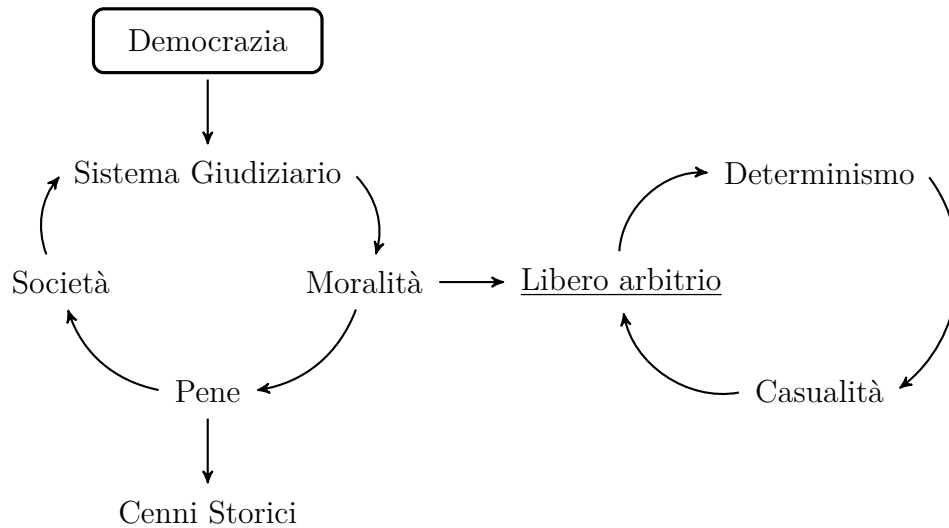 Democrazia
Sistema Giudiziario
Determinismo
Società
Moralità
Libero arbitrio
Pene
Casualità
Cenni Storici